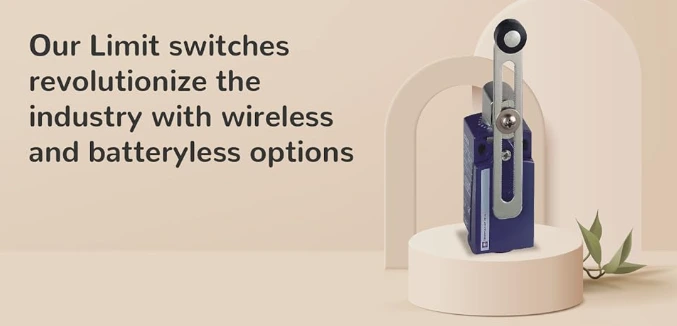 Our Limit switches
revolutionize the
industry with wireless
and batteryless options